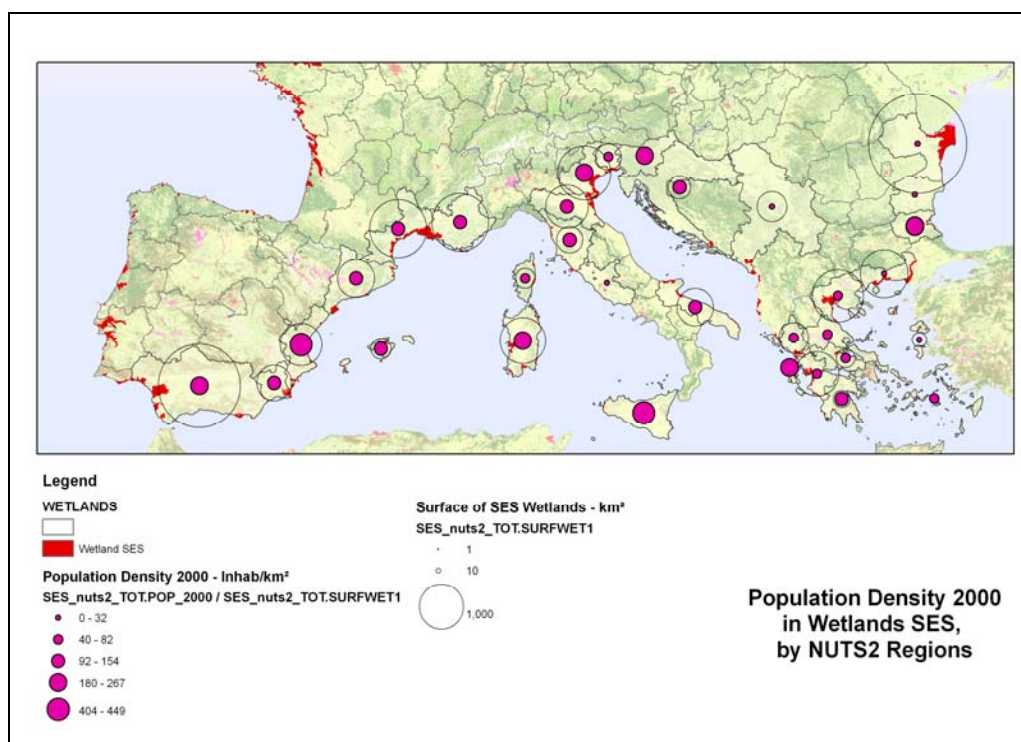 Legend
WETLANDS
Wetland SES
Population Density 2000 - Inhab/km²
SES_nuts2_TOT.POP_2000 / SES_nuts2_TOT.SURFWET1
0 - 32
40 - 82
92 - 154
180 - 267
404 - 449
Surface of SES Wetlands - km²
SES_nuts2_TOT.SURFWET1
1
10
1,000
Population Density 2000
in Wetlands SES,
by NUTS2 Regions